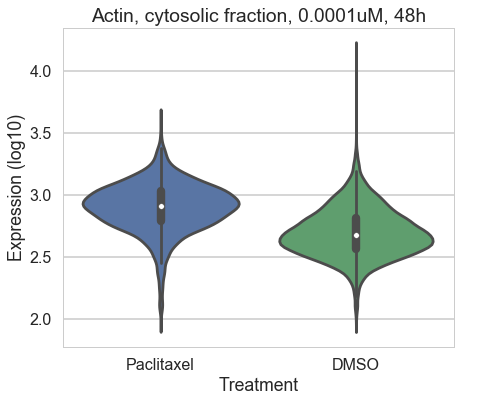 Actin, cytosolic fraction, 0.0001uM, 48h
Expression (log10)
4.0
3.5
3.0
2.5
2.0
Paclitaxel DMSO
Treatment